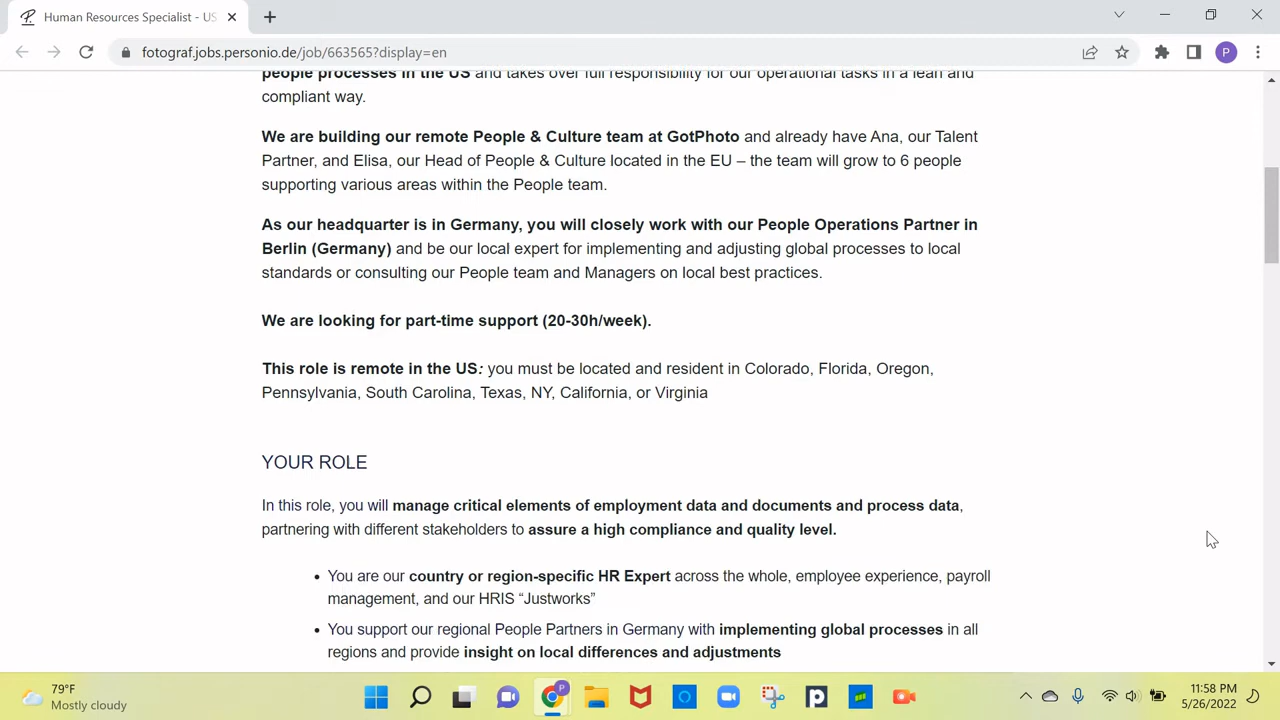 Human Resources Specialist - US
fotograf.jobs.personio.de/job/663565?display=en
P
people processes in the US and takes over full responsibility for our operational tasks in a lean and
compliant way.
We are building our remote People & Culture team at GotPhoto and already have Ana, our Talent
Partner, and Elisa, our Head of People & Culture located in the EU – the team will grow to 6 people
supporting various areas within the People team.
As our headquarter is in Germany, you will closely work with our People Operations Partner in
Berlin (Germany) and be our local expert for implementing and adjusting global processes to local
standards or consulting our People team and Managers on local best practices.
We are looking for part-time support (20-30h/week).
This role is remote in the US: you must be located and resident in Colorado, Florida, Oregon,
Pennsylvania, South Carolina, Texas, NY, California, or Virginia
YOUR ROLE
In this role, you will manage critical elements of employment data and documents and process data,
partnering with different stakeholders to assure a high compliance and quality level.
• You are our country or region-specific HR Expert across the whole, employee experience, payroll
management, and our HRIS “Justworks”
• You support our regional People Partners in Germany with implementing global processes in all
regions and provide insight on local differences and adjustments
79°F
Mostly cloudy
P
11:58 PM
5/26/2022